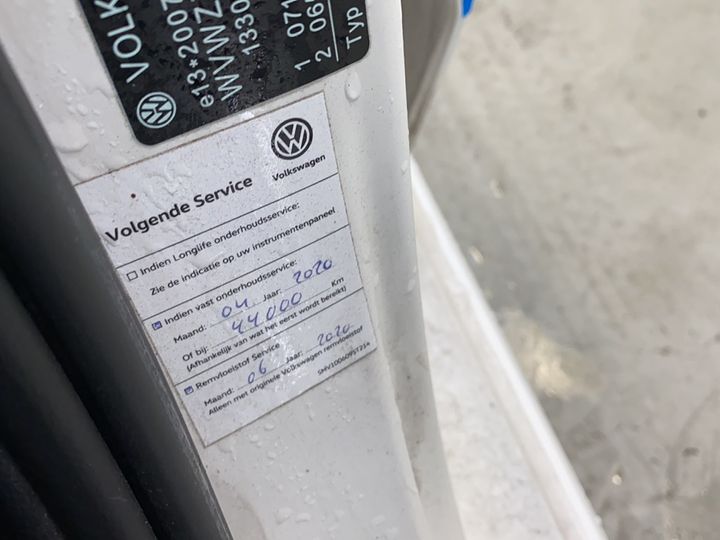 VOLK
e13*2007
WVWZ
1330
1 071
2 06
Typ
Volkswagen
Volgende Service
Indien Longlife onderhoudsservice:
Zie de indicatie op uw instrumentenpaneel
Indien vast onderhoudsservice:
Maand: 04 Jaar: 2020
Of bij: 44000 Km
(Afhankelijk van wat het eerst wordt bereikt)
Remvloeistof Service
Maand: 06 Jaar: 2020
Alleen met originele Volkswagen remvloeistof